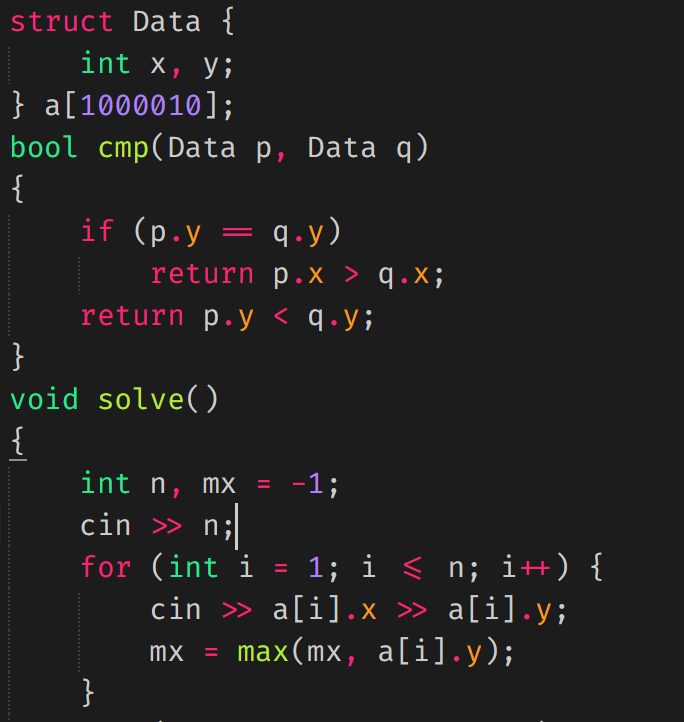 struct Data {
    int x, y;
} a[1000010];
bool cmp(Data p, Data q)
{
    if (p.y == q.y)
        return p.x > q.x;
    return p.y < q.y;
}
void solve()
{
    int n, mx = -1;
    cin >> n;
    for (int i = 1; i <= n; i++) {
        cin >> a[i].x >> a[i].y;
        mx = max(mx, a[i].y);
    }